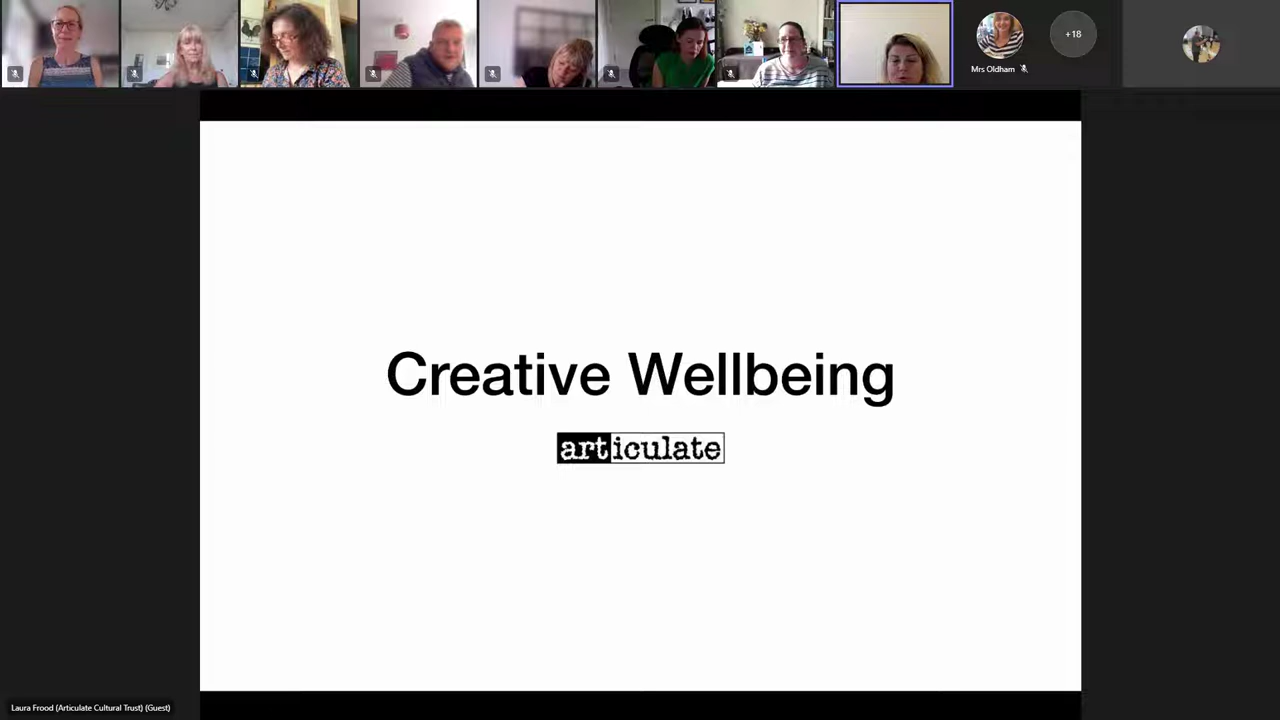 Mrs Oldham
+18
Creative Wellbeing
articulate
Laura Frood (Articulate Cultural Trust) (Guest)